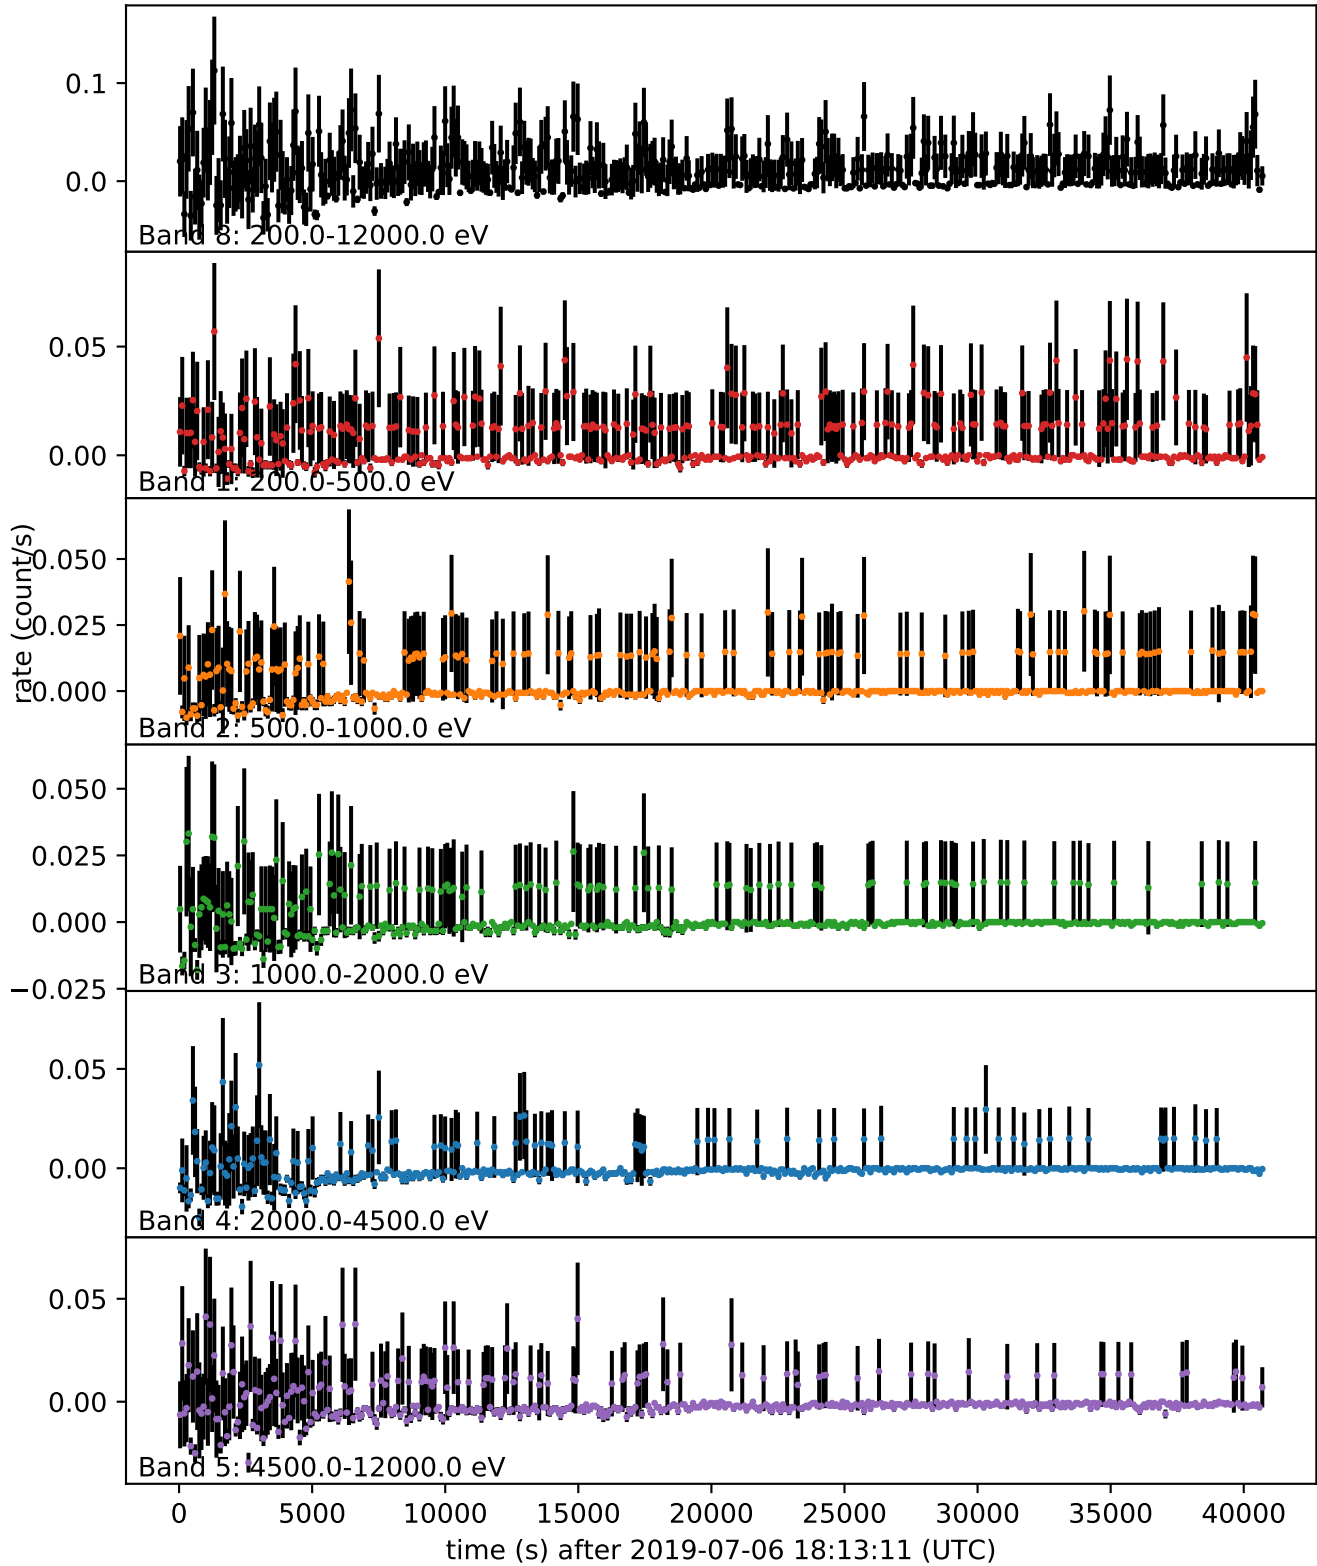 0.1
0.0
Band 8: 200.0-12000.0 eV
0.05
0.00
Band 1: 200.0-500.0 eV
rate (count/s)
0.050
0.025
0.000
Band 2: 500.0-1000.0 eV
0.050
0.025
0.000
−0.025
Band 3: 1000.0-2000.0 eV
0.05
0.00
Band 4: 2000.0-4500.0 eV
0.05
0.00
Band 5: 4500.0-12000.0 eV
0 5000 10000 15000 20000 25000 30000 35000 40000
time (s) after 2019-07-06 18:13:11 (UTC)